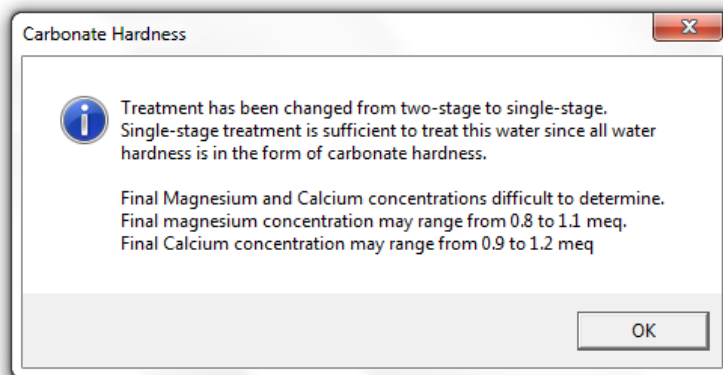 Carbonate Hardness
Treatment has been changed from two-stage to single-stage.
Single-stage treatment is sufficient to treat this water since all water
hardness is in the form of carbonate hardness.
Final Magnesium and Calcium concentrations difficult to determine.
Final magnesium concentration may range from 0.8 to 1.1 meq.
Final Calcium concentration may range from 0.9 to 1.2 meq
OK